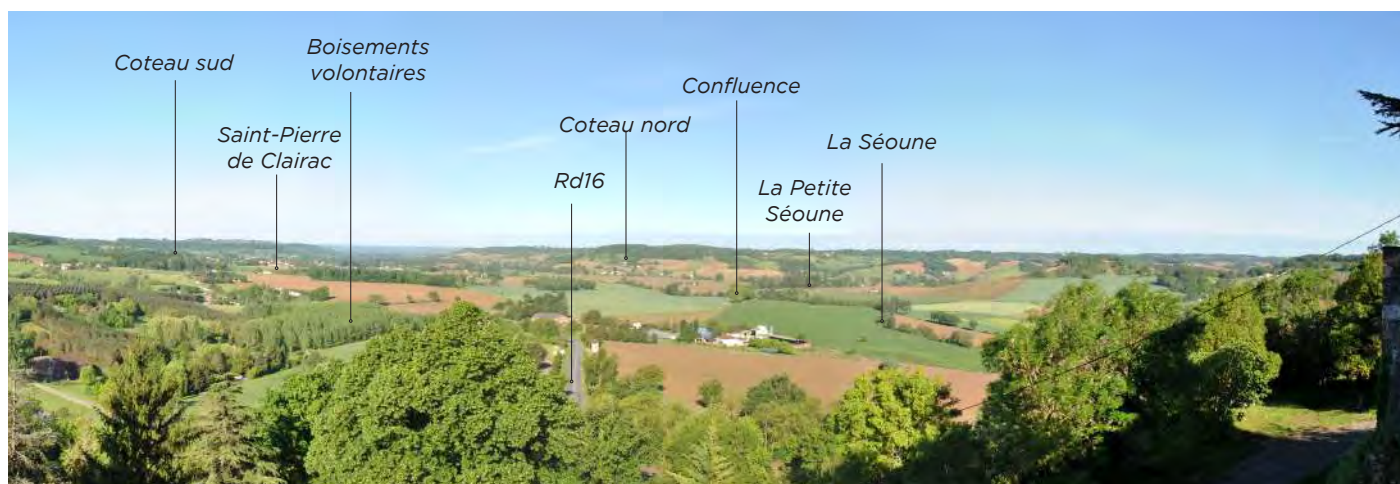 Coteau sud
Saint-Pierre
de Clairac
Boisements
volontaires
Rd16
Coteau nord
Confluence
La Petite
Séoune
La Séoune